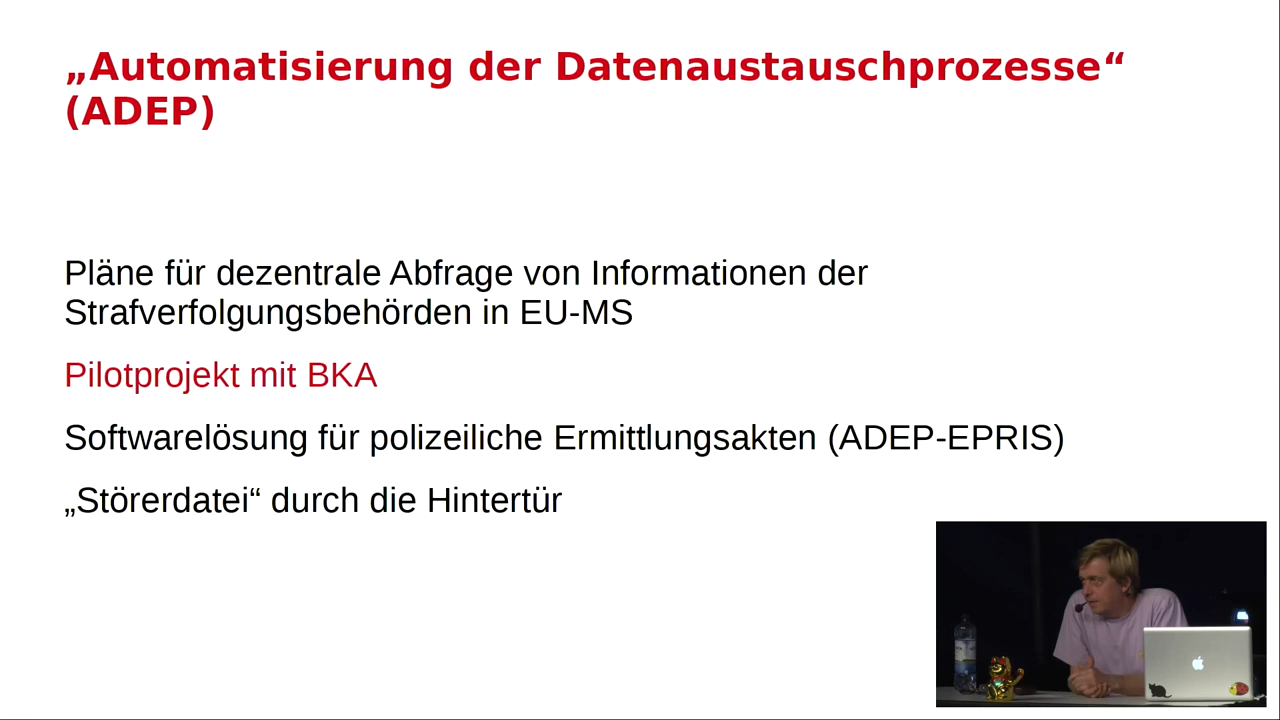 „Automatisierung der Datenaustauschprozesse“
(ADEP)
Pläne für dezentrale Abfrage von Informationen der
Strafverfolgungsbehörden in EU-MS
Pilotprojekt mit BKA
Softwarelösung für polizeiliche Ermittlungsakten (ADEP-EPRIS)
„Störerdatei“ durch die Hintertür